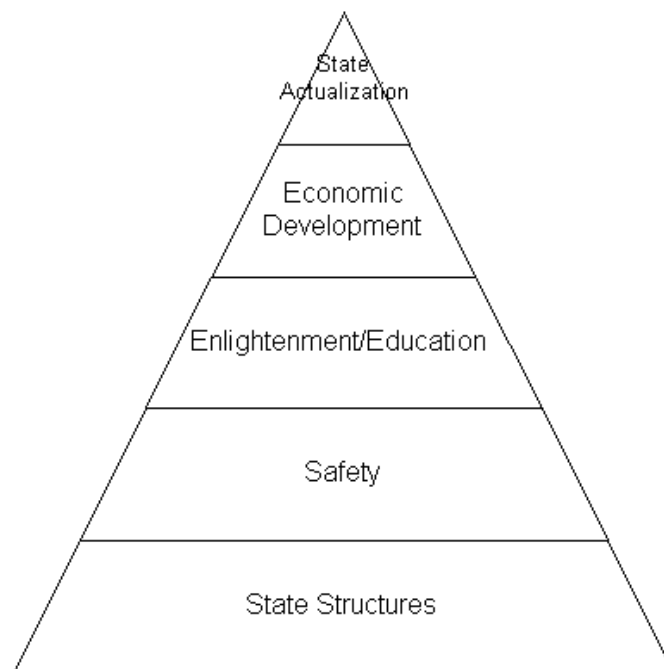 State
Actualization
Economic
Development
Enlightenment/Education
Safety
State Structures